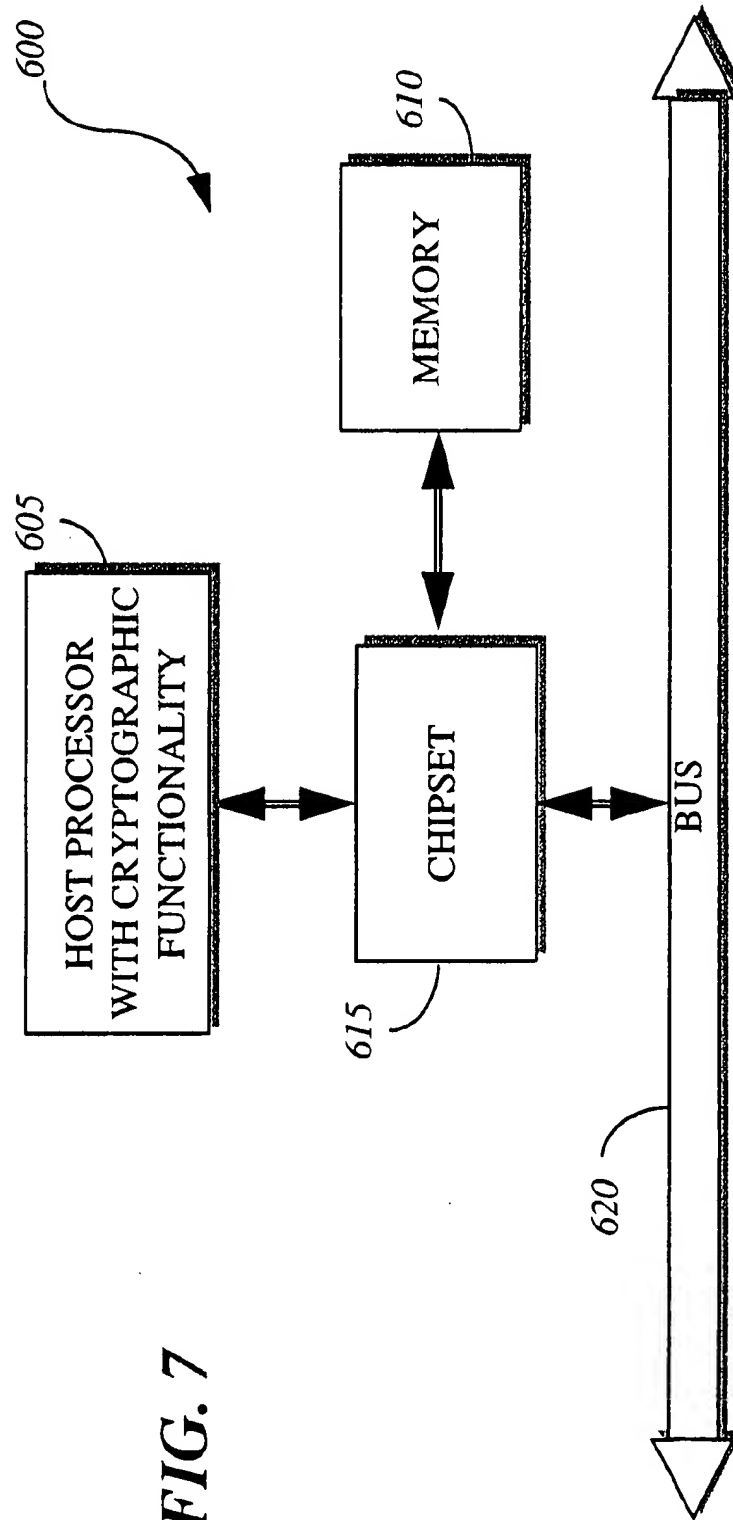 600
605
HOST PROCESSOR
WITH CRYPTOGRAPHIC
FUNCTIONALITY
610
MEMORY
CHIPSET
615
BUS
620
FIG. 7